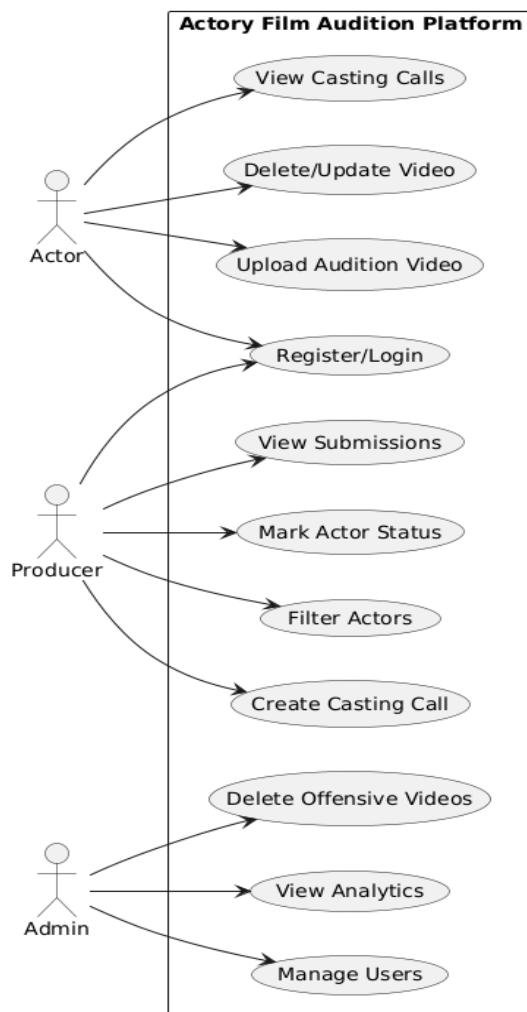 Actory Film Audition Platform
View Casting Calls
Delete/Update Video
Actor
Upload Audition Video
Register/Login
View Submissions
Mark Actor Status
Producer
Filter Actors
Create Casting Call
Delete Offensive Videos
View Analytics
Admin
Manage Users